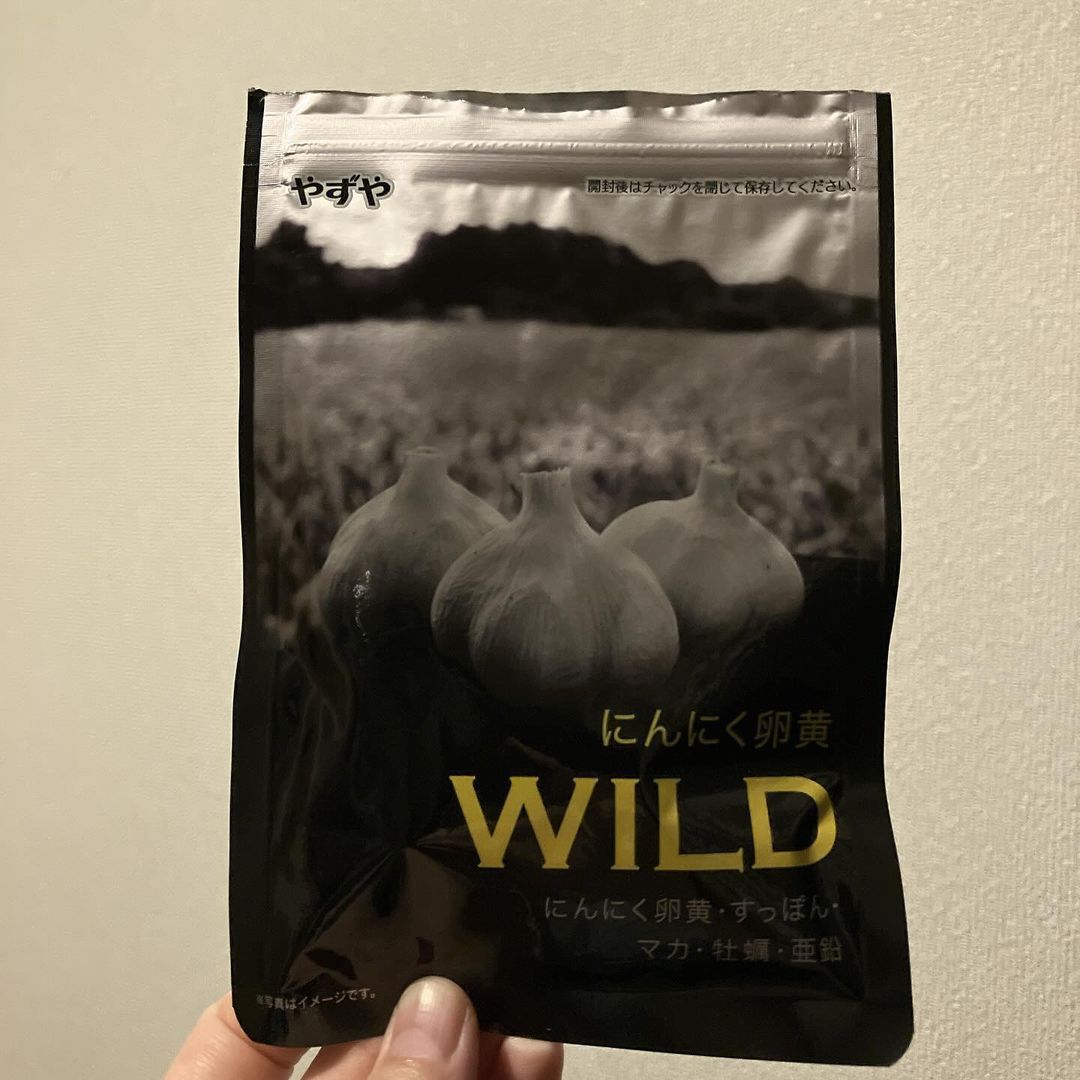 やずや
開封後はチャックを閉じて保存してください。
にんにく卵黄
WILD
にんにく卵黄・すっぽん・
マカ・牡蠣・亜鉛
※写真はイメージです。